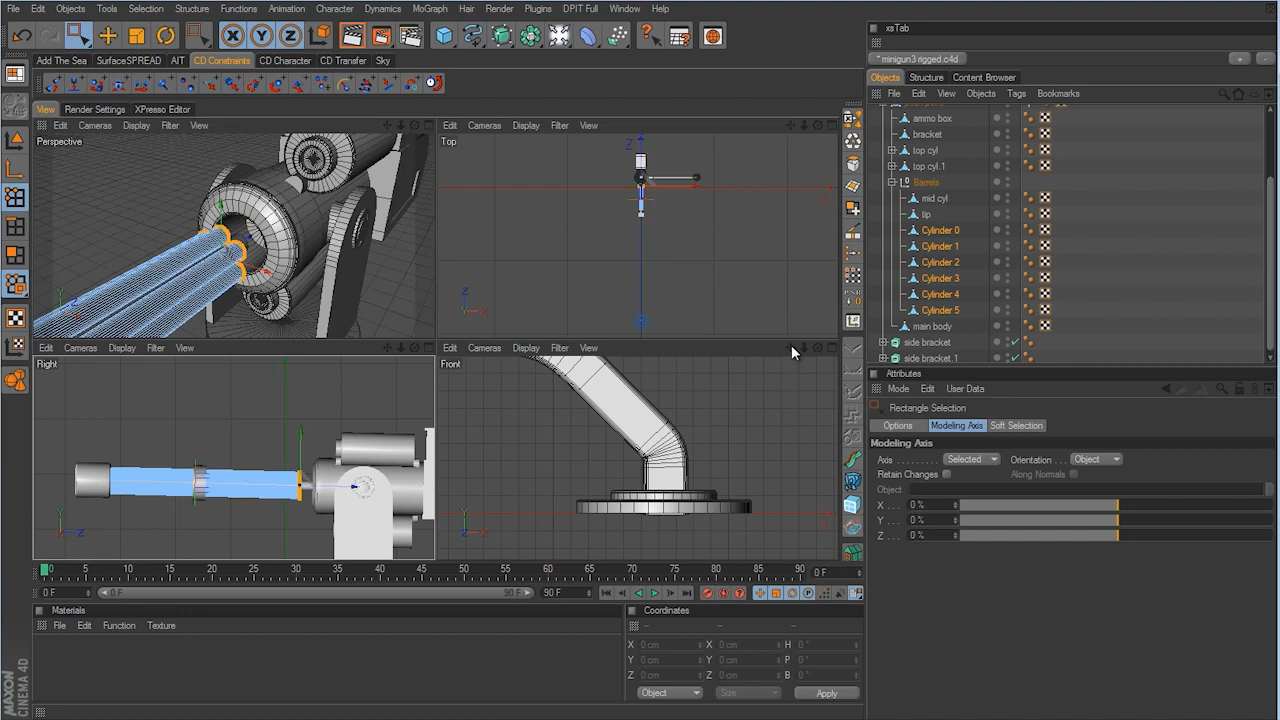 File Edit Objects Tools Selection Structure Functions Animation Character Dynamics MoGraph Hair Render Plugins DPIT Full Window Help
xsTab
Add The Sea SurfaceSPREAD AIT CD Constraints CD Character CD Transfer Sky
* minigun3 rigged.c4d
Objects Structure Content Browser
File Edit View Objects Tags Bookmarks
View Render Settings XPresso Editor
Edit Cameras Display Filter View
Perspective
Edit Cameras Display Filter View
Top
Z
X
Z
X
Y
Z
X
ammo box
bracket
top cyl
top cyl.1
Barrels
mid cyl
tip
Cylinder 0
Cylinder 1
Cylinder 2
Cylinder 3
Cylinder 4
Cylinder 5
main body
side bracket
side bracket.1
Edit Cameras Display Filter View
Right
Y
Z
Edit Cameras Display Filter View
Front
Y
X
Attributes
Mode Edit User Data
Rectangle Selection
Options Modeling Axis Soft Selection
Modeling Axis
Axis . . . . . . . . Selected Orientation . Object
Retain Changes Along Normals
Object
X . . . 0 %
Y . . . 0 %
Z . . . 0 %
0 5 10 15 20 25 30 35 40 45 50 55 60 65 70 75 80 85 90 0 F
0 F 0 F 90 F 90 F
Materials
File Edit Function Texture
Coordinates
X 0 cm X 0 cm H 0 °
Y 0 cm Y 0 cm P 0 °
Z 0 cm Z 0 cm B 0 °
Object Size Apply
MAXON CINEMA 4D